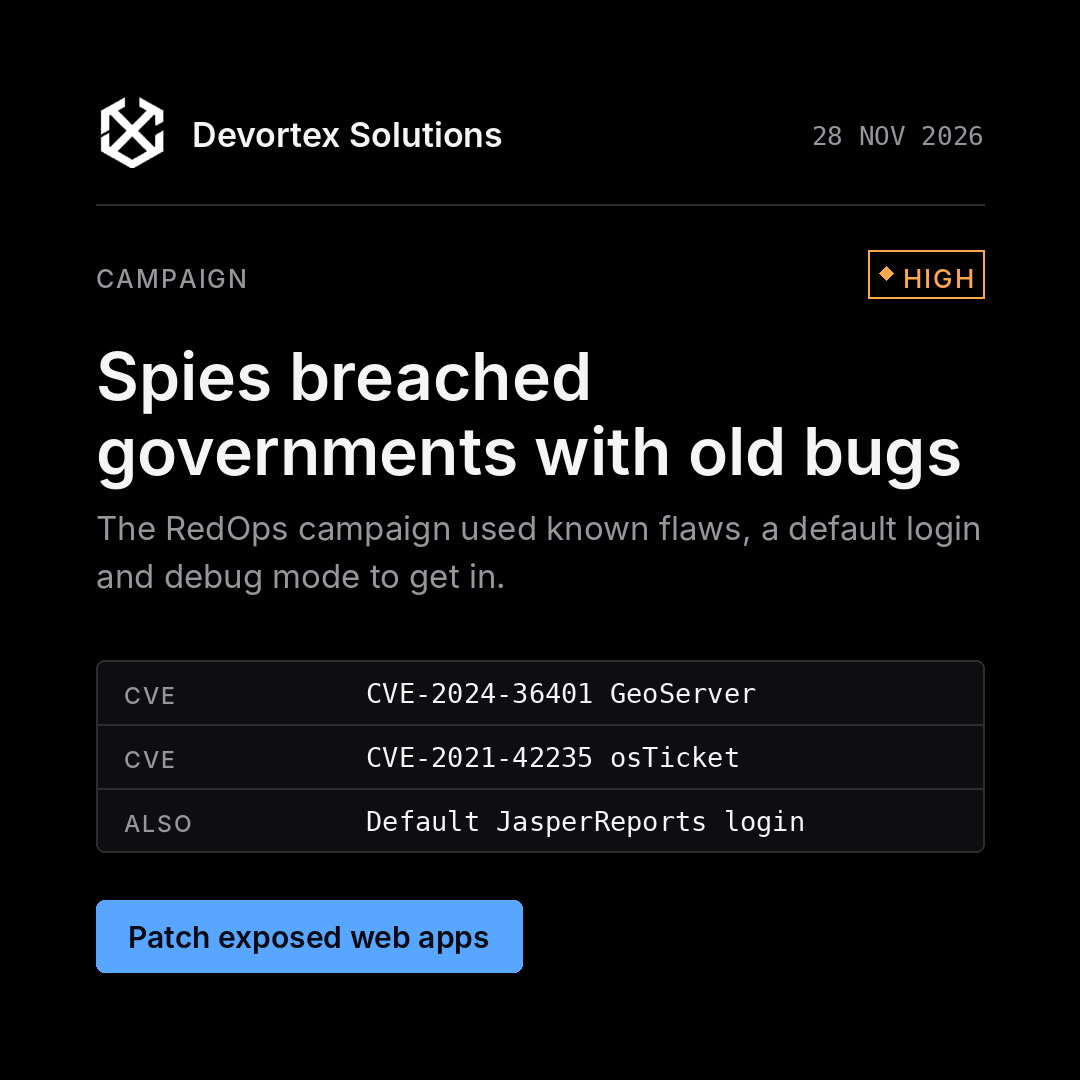 Devortex Solutions
28 NOV 2026
CAMPAIGN
HIGH
Spies breached
governments with old bugs
The RedOps campaign used known flaws, a default login
and debug mode to get in.
CVE CVE-2024-36401 GeoServer
CVE CVE-2021-42235 osTicket
ALSO Default JasperReports login
Patch exposed web apps